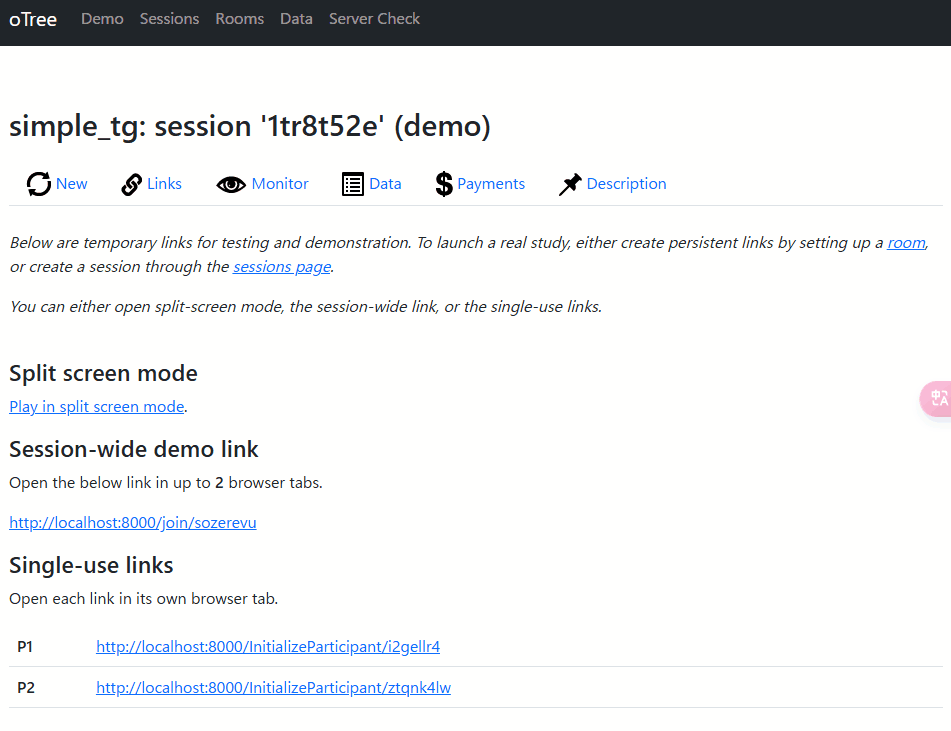 oTree Demo Sessions Rooms Data Server Check
simple_tg: session '1tr8t52e' (demo)
New Links Monitor Data Payments Description
Below are temporary links for testing and demonstration. To launch a real study, either create persistent links by setting up a room,
or create a session through the sessions page.
You can either open split-screen mode, the session-wide link, or the single-use links.
Split screen mode
Play in split screen mode.
Session-wide demo link
Open the below link in up to 2 browser tabs.
http://localhost:8000/join/sozerevu
Single-use links
Open each link in its own browser tab.
P1 http://localhost:8000/InitializeParticipant/i2gellr4
P2 http://localhost:8000/InitializeParticipant/ztqnk4lw